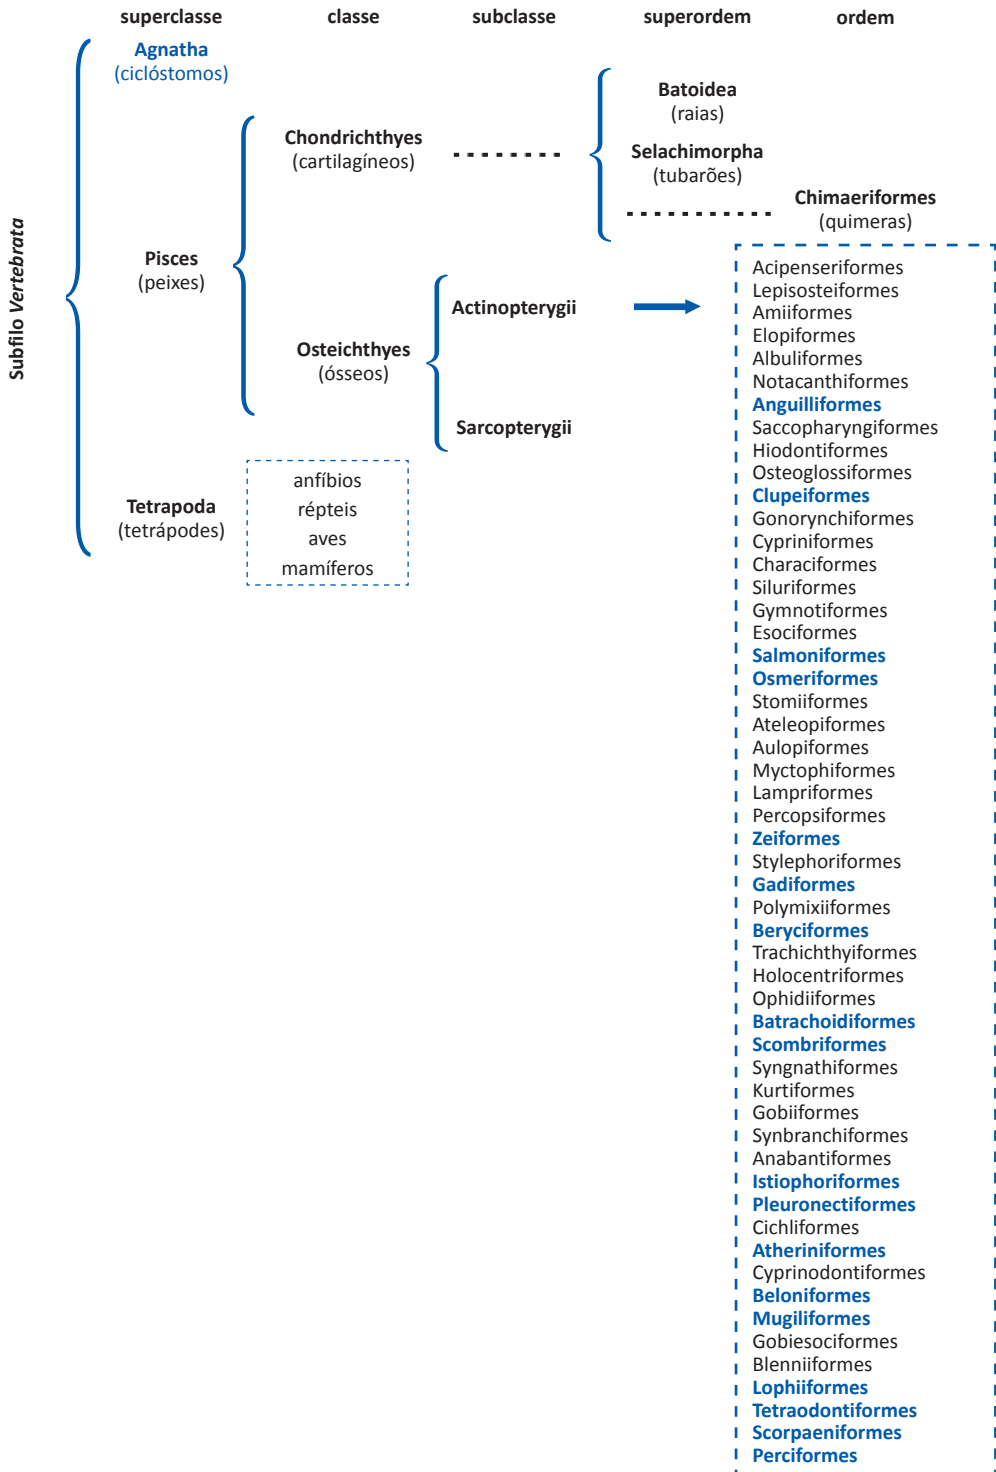 superclasse
classe
subclasse
superordem
ordem
Subfilo Vertebrata
Agnatha
(ciclóstomos)
Pisces
(peixes)
Tetrapoda
(tetrápodes)
Chondrichthyes
(cartilagíneos)
Osteichthyes
(ósseos)
anfíbios
répteis
aves
mamíferos
Actinopterygii
Sarcopterygii
Batoidea
(raias)
Selachimorpha
(tubarões)
Chimaeriformes
(quimeras)
Acipenseriformes
Lepisosteiformes
Amiiformes
Elopiformes
Albuliformes
Notacanthiformes
Anguilliformes
Saccopharyngiformes
Hiodontiformes
Osteoglossiformes
Clupeiformes
Gonorynchiformes
Cypriniformes
Characiformes
Siluriformes
Gymnotiformes
Esociformes
Salmoniformes
Osmeriformes
Stomiiformes
Ateleopiformes
Aulopiformes
Myctophiformes
Lampriformes
Percopsiformes
Zeiformes
Stylephoriformes
Gadiformes
Polymixiiformes
Beryciformes
Trachichthyiformes
Holocentriformes
Ophidiiformes
Batrachoidiformes
Scombriformes
Syngnathiformes
Kurtiformes
Gobiiformes
Synbranchiformes
Anabantiformes
Istiophoriformes
Pleuronectiformes
Cichliformes
Atheriniformes
Cyprinodontiformes
Beloniformes
Mugiliformes
Gobiesociformes
Blenniiformes
Lophiiformes
Tetraodontiformes
Scorpaeniformes
Perciformes